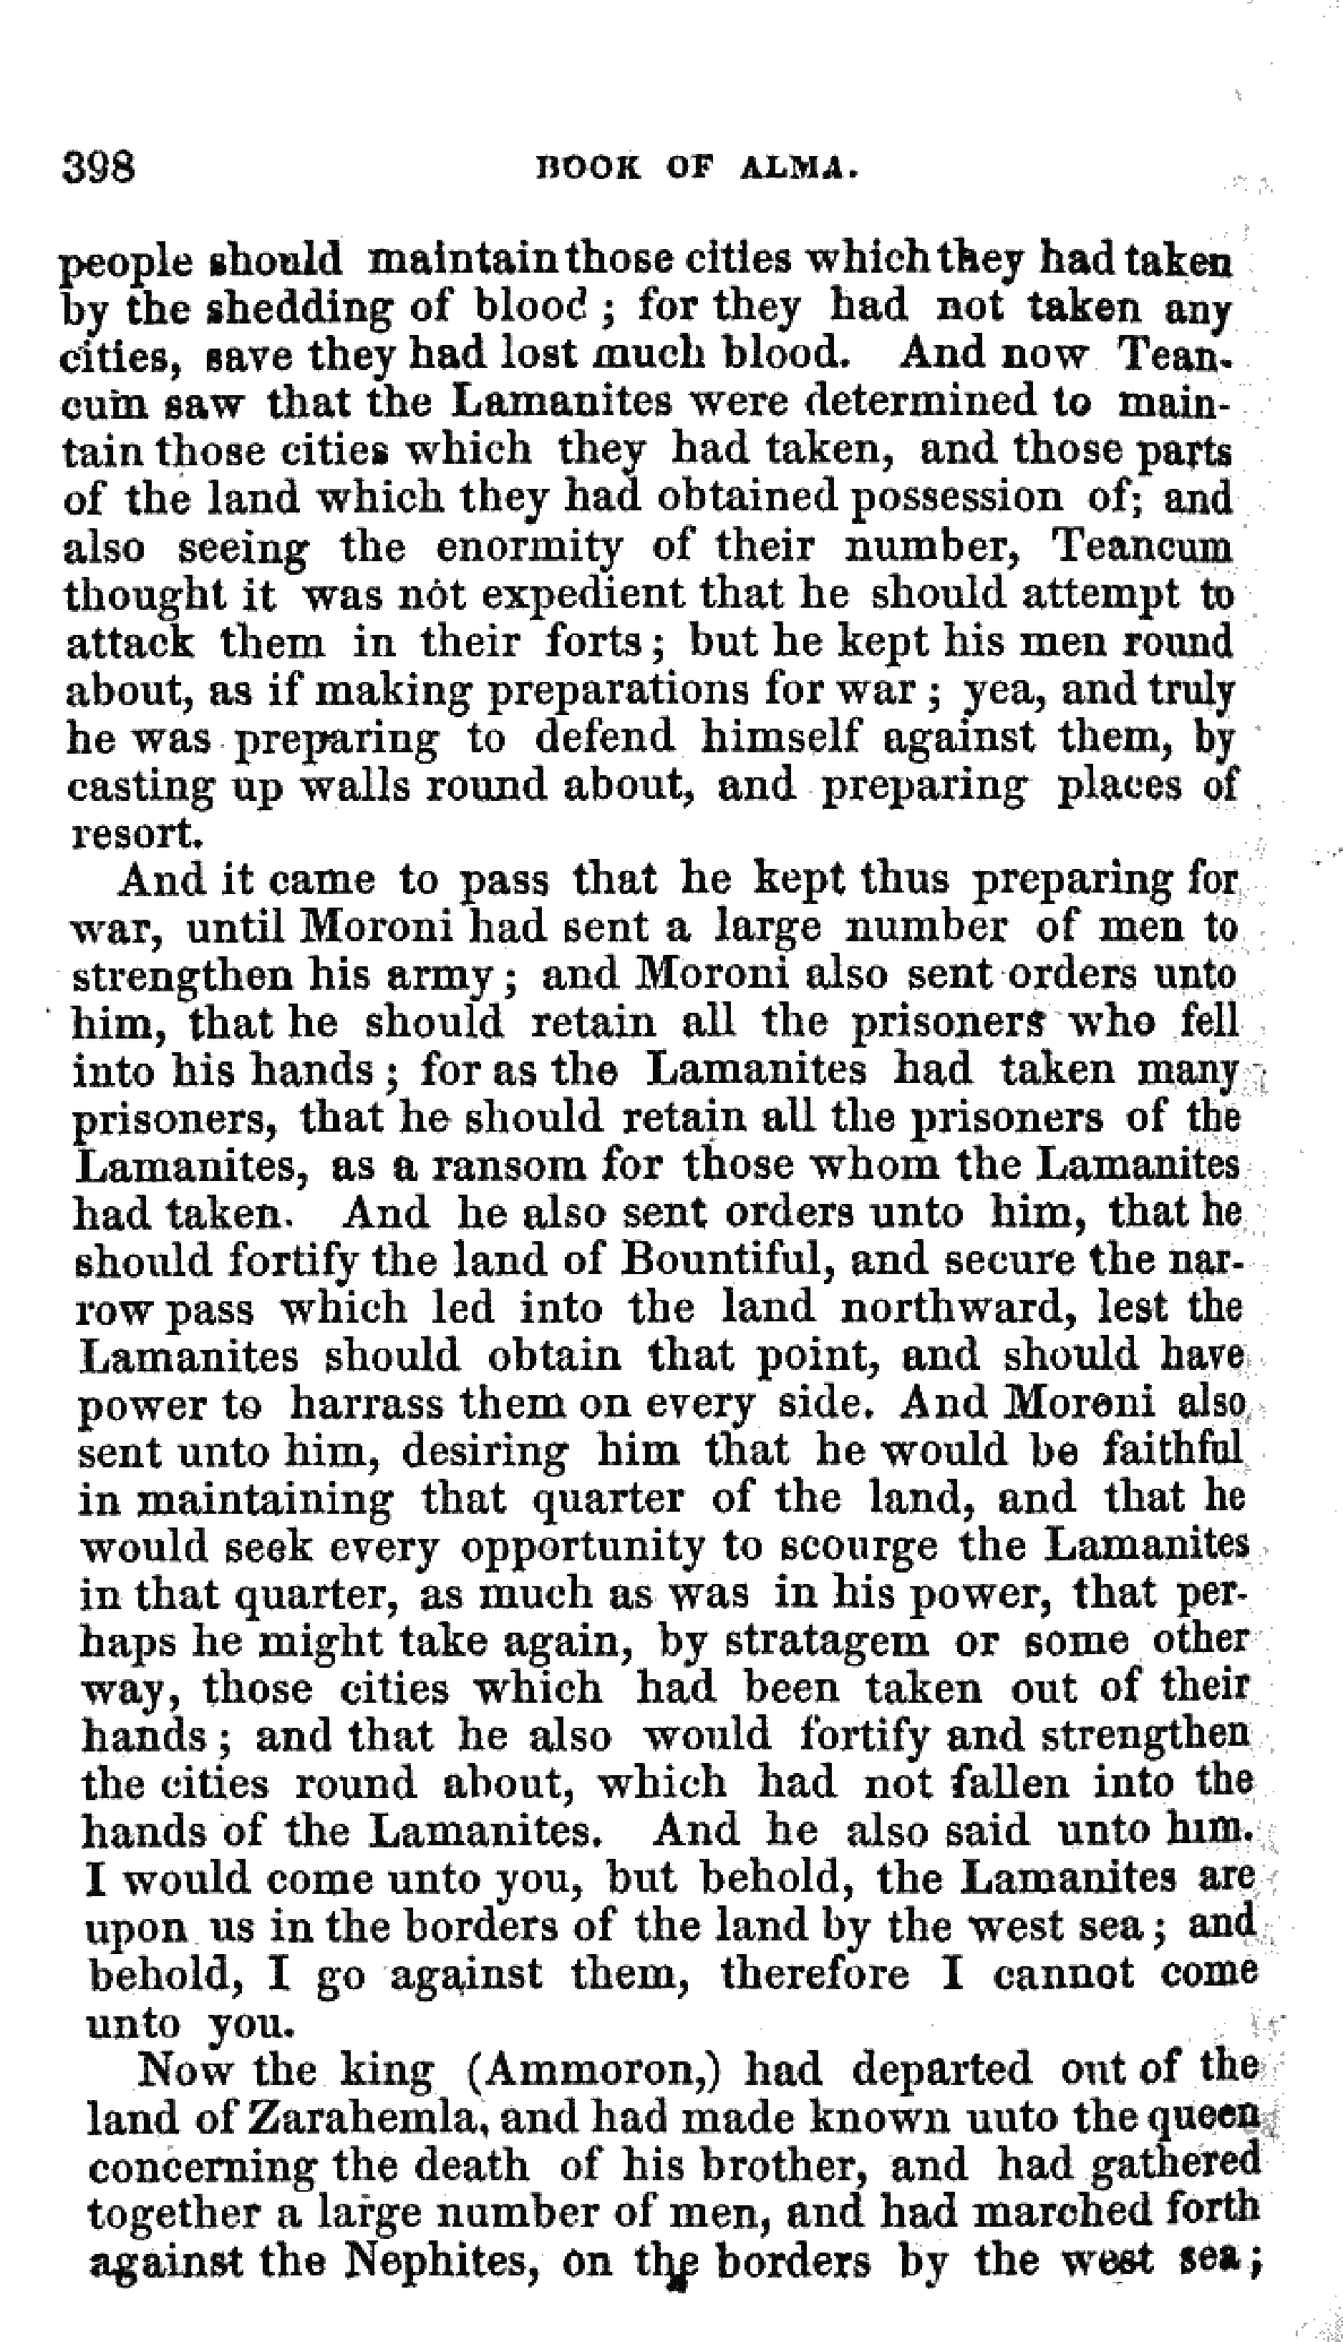 398 BOOK OF ALMA.
people should maintain those cities which they had taken
by the shedding of blood ; for they had not taken any
cities, save they had lost much blood. And now Tean-
cum saw that the Lamanites were determined to main-
tain those cities which they had taken, and those parts
of the land which they had obtained possession of; and
also seeing the enormity of their number, Teancum
thought it was not expedient that he should attempt to
attack them in their forts ; but he kept his men round
about, as if making preparations for war ; yea, and truly
he was preparing to defend himself against them, by
casting up walls round about, and preparing places of
resort.
And it came to pass that he kept thus preparing for
war, until Moroni had sent a large number of men to
strengthen his army ; and Moroni also sent orders unto
him, that he should retain all the prisoners who fell
into his hands ; for as the Lamanites had taken many
prisoners, that he should retain all the prisoners of the
Lamanites, as a ransom for those whom the Lamanites
had taken. And he also sent orders unto him, that he
should fortify the land of Bountiful, and secure the nar-
row pass which led into the land northward, lest the
Lamanites should obtain that point, and should have
power to harrass them on every side. And Moroni also
sent unto him, desiring him that he would be faithful
in maintaining that quarter of the land, and that he
would seek every opportunity to scourge the Lamanites
in that quarter, as much as was in his power, that per-
haps he might take again, by stratagem or some other
way, those cities which had been taken out of their
hands ; and that he also would fortify and strengthen
the cities round about, which had not fallen into the
hands of the Lamanites. And he also said unto him.
I would come unto you, but behold, the Lamanites are
upon us in the borders of the land by the west sea ; and
behold, I go against them, therefore I cannot come
unto you.
Now the king (Ammoron,) had departed out of the
land of Zarahemla, and had made known uuto the queen
concerning the death of his brother, and had gathered
together a large number of men, and had marched forth
against the Nephites, on the borders by the west sea ;